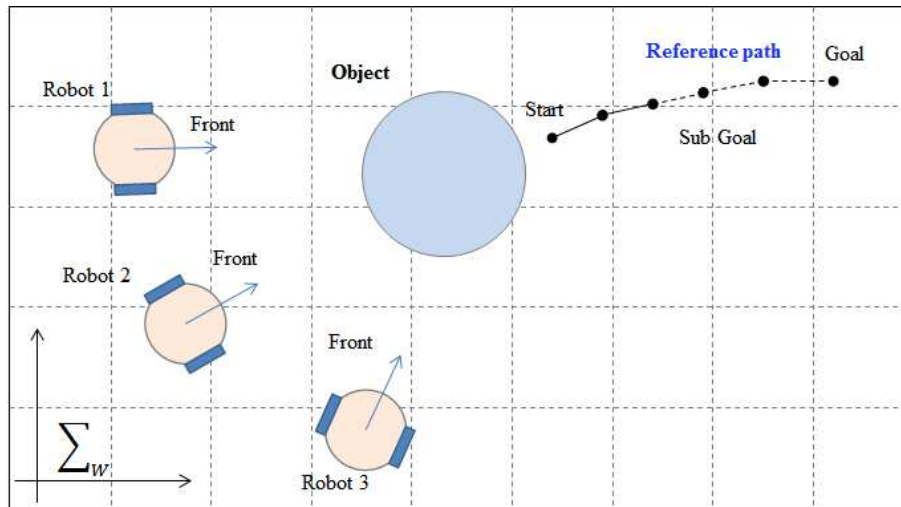 Reference path
Goal
Object
Robot 1
Start
Front
Sub Goal
Front
Robot 2
Front
∑W
Robot 3